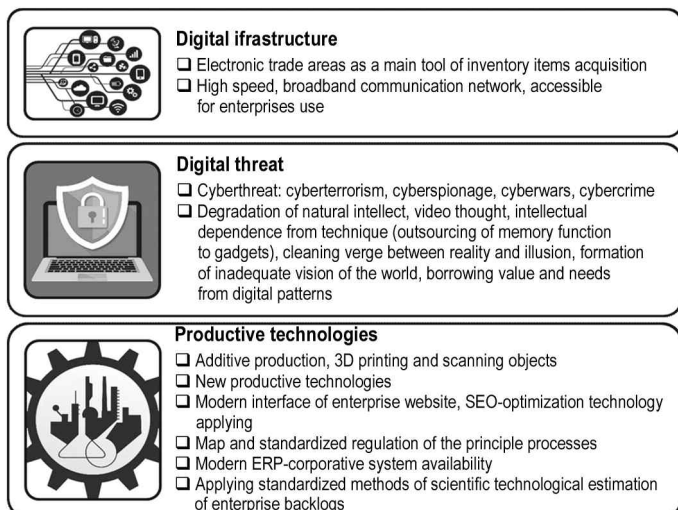 Digital ifrastructure
❑ Electronic trade areas as a main tool of inventory items acquisition
❑ High speed, broadband communication network, accessible
for enterprises use
Digital threat
❑ Cyberthreat: cyberterrorism, cyberspionage, cyberwars, cybercrime
❑ Degradation of natural intellect, video thought, intellectual
dependence from technique (outsourcing of memory function
to gadgets), cleaning verge between reality and illusion, formation
of inadequate vision of the world, borrowing value and needs
from digital patterns
Productive technologies
❑ Additive production, 3D printing and scanning objects
❑ New productive technologies
❑ Modern interface of enterprise website, SEO-optimization technology
applying
❑ Map and standardized regulation of the principle processes
❑ Modern ERP-corporative system availability
❑ Applying standardized methods of scientific technological estimation
of enterprise backlogs